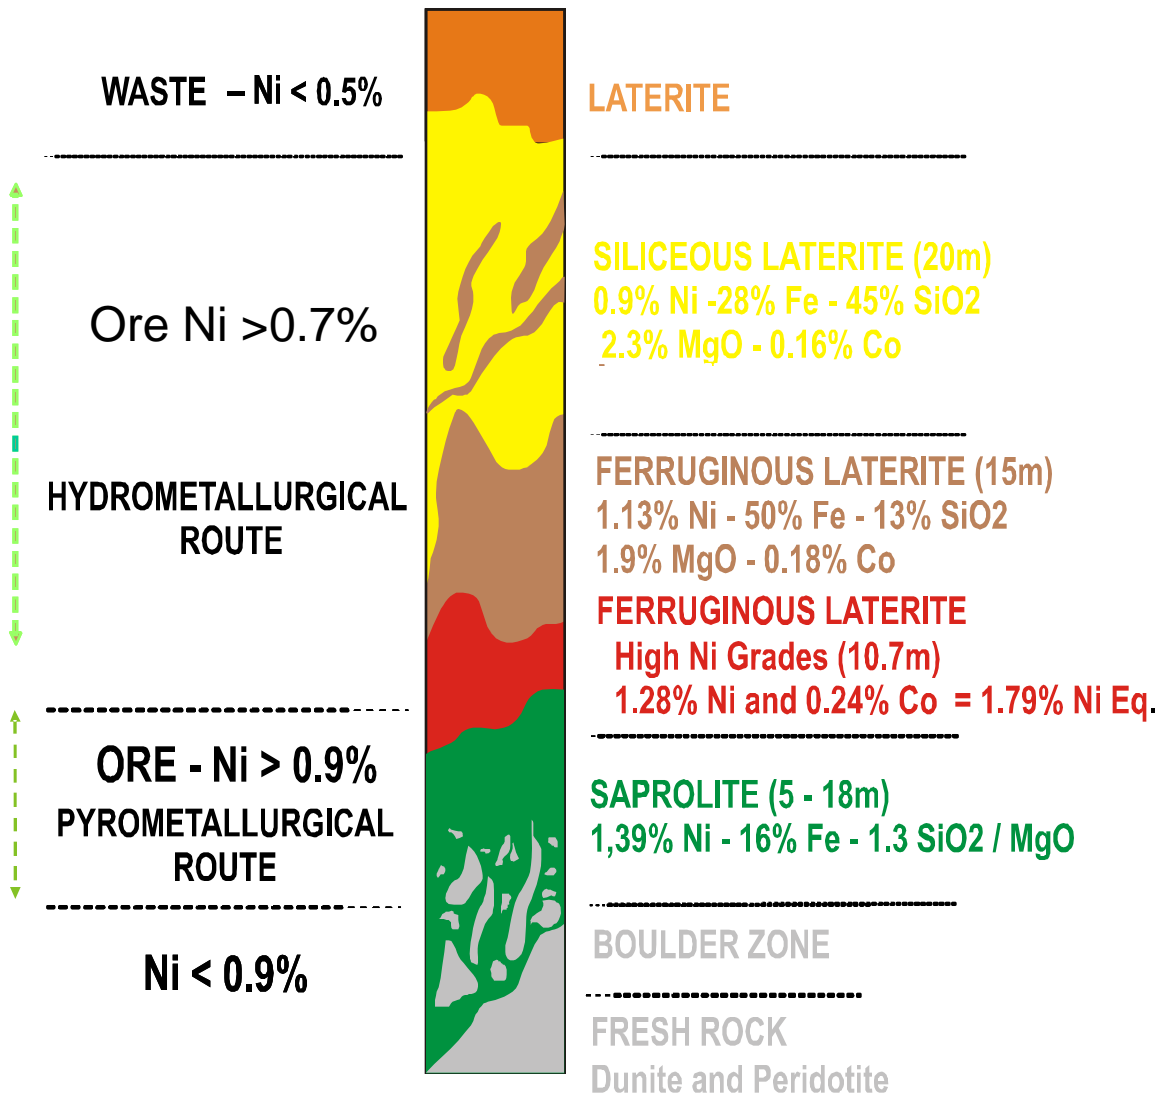 WASTE – Ni < 0.5%
LATERITE
Ore Ni >0.7%
SILICEOUS LATERITE (20m)
0.9% Ni -28% Fe - 45% SiO2
2.3% MgO - 0.16% Co
HYDROMETALLURGICAL
ROUTE
FERRUGINOUS LATERITE (15m)
1.13% Ni - 50% Fe - 13% SiO2
1.9% MgO - 0.18% Co
FERRUGINOUS LATERITE
High Ni Grades (10.7m)
1.28% Ni and 0.24% Co = 1.79% Ni Eq.
ORE - Ni > 0.9%
PYROMETALLURGICAL
ROUTE
SAPROLITE (5 - 18m)
1,39% Ni - 16% Fe - 1.3 SiO2 / MgO
Ni < 0.9%
BOULDER ZONE
FRESH ROCK
Dunite and Peridotite